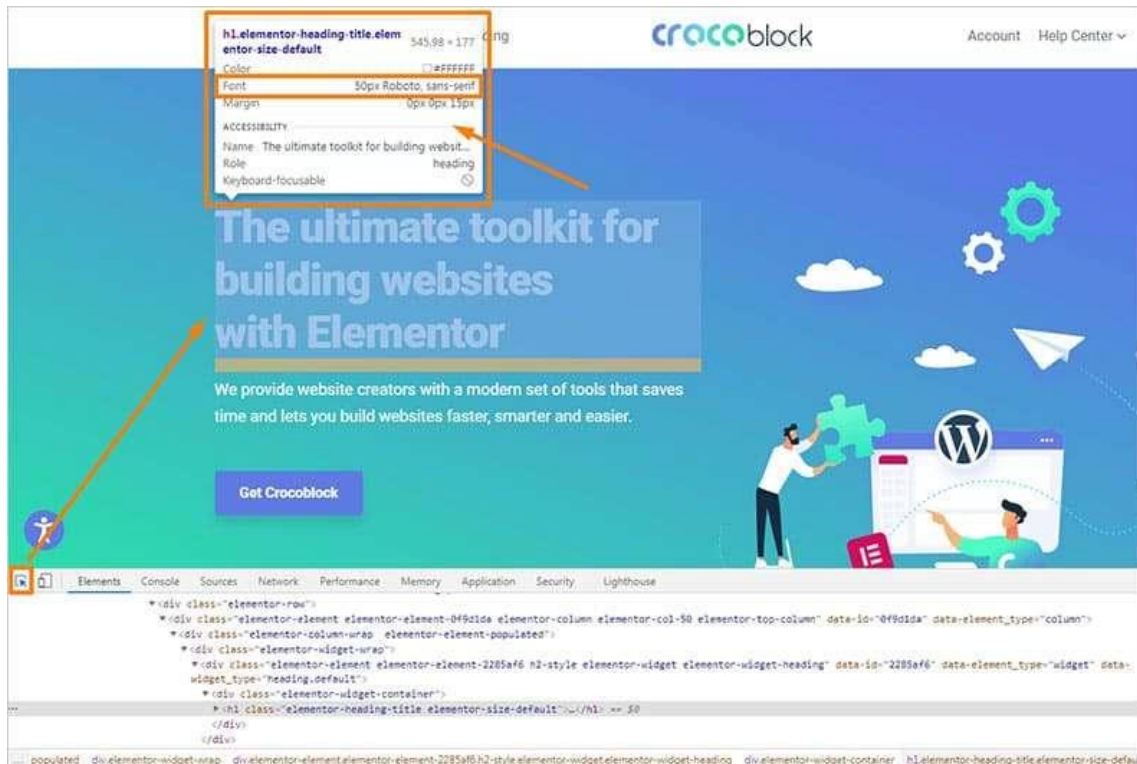 h1.elementor-heading-title.elem
entor-size-default
545.98 × 177
crocoblock
Account Help Center
Color #FFFFFF
Font 50px Roboto, sans-serif
Margin 0px 0px 15px
ACCESSIBILITY
Name The ultimate toolkit for building websit...
Role heading
Keyboard-focusable
The ultimate toolkit for
building websites
with Elementor
We provide website creators with a modern set of tools that saves
time and lets you build websites faster, smarter and easier.
Get Crocoblock
Elements Console Sources Network Performance Memory Application Security Lighthouse
▼<div class="elementor-row">
▼<div class="elementor-element elementor-element-0f9d1da elementor-column elementor-col-50 elementor-top-column" data-id="0f9d1da" data-element_type="column">
▼<div class="elementor-column-wrap elementor-element-populated">
▼<div class="elementor-widget-wrap">
▼<div class="elementor-element elementor-element-2285af6 h2-style elementor-widget elementor-widget-heading" data-id="2285af6" data-element_type="widget" data-
widget_type="heading.default">
▼<div class="elementor-widget-container">
... ▶<h1 class="elementor-heading-title elementor-size-default">…</h1> == $0
</div>
</div>
... populated div.elementor-widget-wrap div.elementor-element.elementor-element-2285af6.h2-style.elementor-widget.elementor-widget-heading div.elementor-widget-container h1.elementor-heading-title.elementor-size-defau